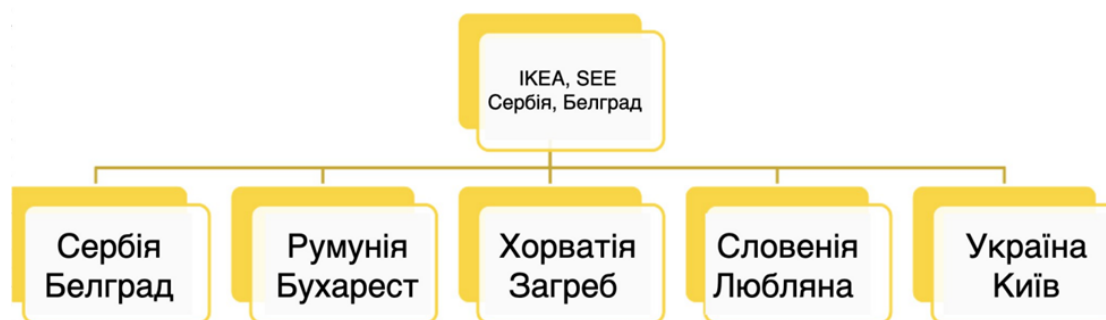 IKEA, SEE
Сербія, Белград
Сербія
Белград
Румунія
Бухарест
Хорватія
Загреб
Словенія
Любляна
Україна
Київ